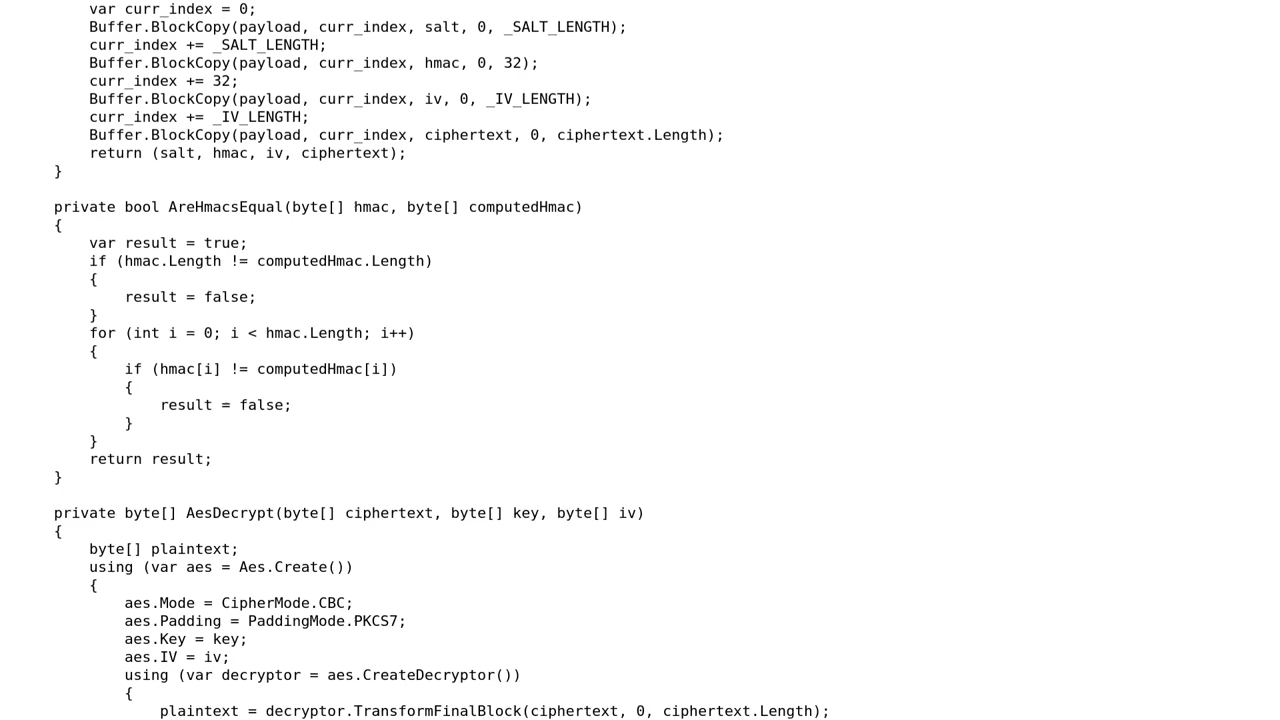 var curr_index = 0;
Buffer.BlockCopy(payload, curr_index, salt, 0, _SALT_LENGTH);
curr_index += _SALT_LENGTH;
Buffer.BlockCopy(payload, curr_index, hmac, 0, 32);
curr_index += 32;
Buffer.BlockCopy(payload, curr_index, iv, 0, _IV_LENGTH);
curr_index += _IV_LENGTH;
Buffer.BlockCopy(payload, curr_index, ciphertext, 0, ciphertext.Length);
return (salt, hmac, iv, ciphertext);
}
private bool AreHmacsEqual(byte[] hmac, byte[] computedHmac)
{
var result = true;
if (hmac.Length != computedHmac.Length)
{
result = false;
}
for (int i = 0; i < hmac.Length; i++)
{
if (hmac[i] != computedHmac[i])
{
result = false;
}
}
return result;
}
private byte[] AesDecrypt(byte[] ciphertext, byte[] key, byte[] iv)
{
byte[] plaintext;
using (var aes = Aes.Create())
{
aes.Mode = CipherMode.CBC;
aes.Padding = PaddingMode.PKCS7;
aes.Key = key;
aes.IV = iv;
using (var decryptor = aes.CreateDecryptor())
{
plaintext = decryptor.TransformFinalBlock(ciphertext, 0, ciphertext.Length);